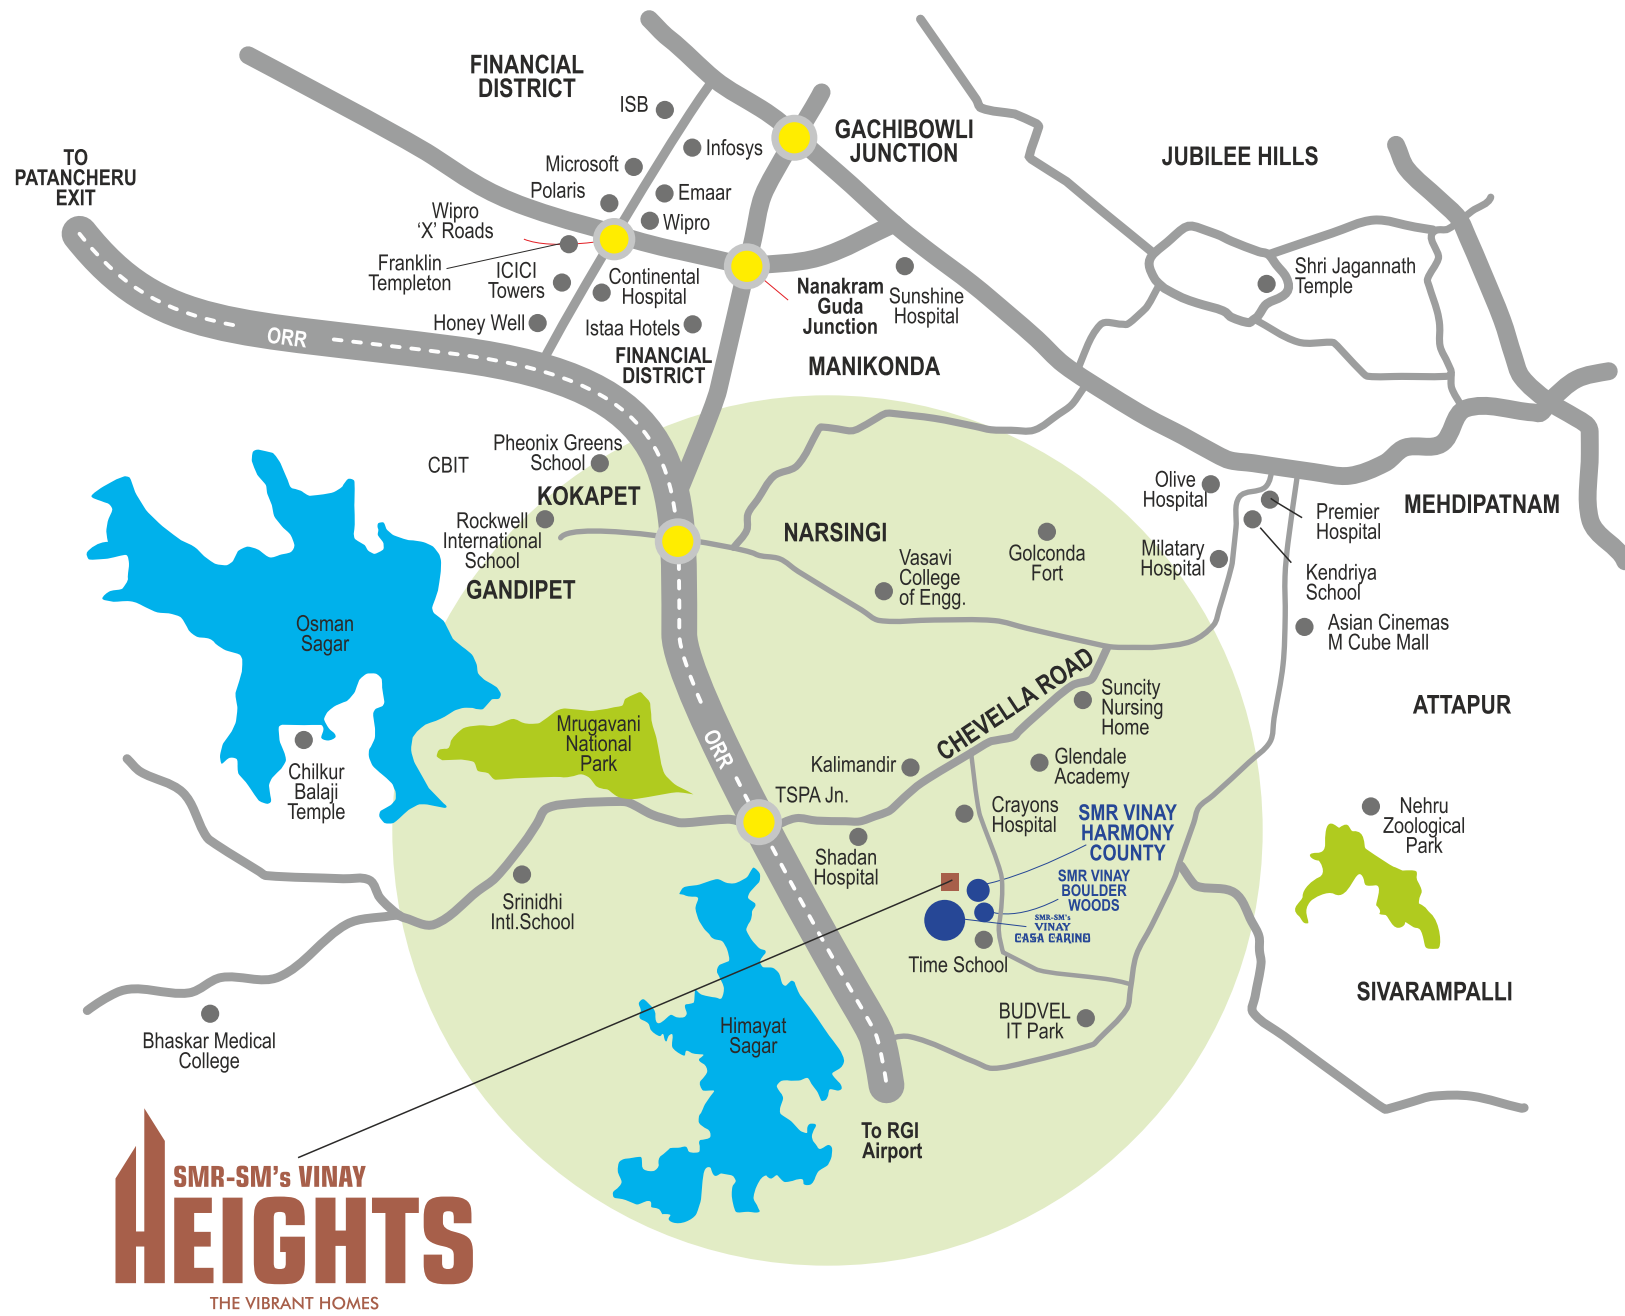 FINANCIAL
DISTRICT
ISB
Infosys
GACHIBOWLI
JUNCTION
JUBILEE HILLS
TO
PATANCHERU
EXIT
Microsoft
Polaris
Emaar
Wipro
Wipro
‘X’ Roads
Franklin
Templeton
ICICI
Towers
Continental
Hospital
Honey Well
Istaa Hotels
FINANCIAL
DISTRICT
Nanakram
Guda
Junction
Sunshine
Hospital
Shri Jagannath
Temple
ORR
MANIKONDA
Pheonix Greens
School
CBIT
KOKAPET
Rockwell
International
School
GANDIPET
NARSINGI
Vasavi
College
of Engg.
Golconda
Fort
Olive
Hospital
Premier
Hospital
MEHDIPATNAM
Milatary
Hospital
Kendriya
School
Asian Cinemas
M Cube Mall
ATTAPUR
Osman
Sagar
Chilkur
Balaji
Temple
Mrugavani
National
Park
ORR
CHEVELLA ROAD
Suncity
Nursing
Home
Kalimandir
TSPA Jn.
Glendale
Academy
Crayons
Hospital
SMR VINAY
HARMONY
COUNTY
Shadan
Hospital
SMR VINAY
BOULDER
WOODS
SMR-SM's
VINAY
CASA CARINO
Time School
Nehru
Zoological
Park
SIVARAMPALLI
Srinidhi
Intl.School
Bhaskar Medical
College
Himayat
Sagar
BUDVEL
IT Park
To RGI
Airport
SMR-SM's VINAY
HEIGHTS
THE VIBRANT HOMES